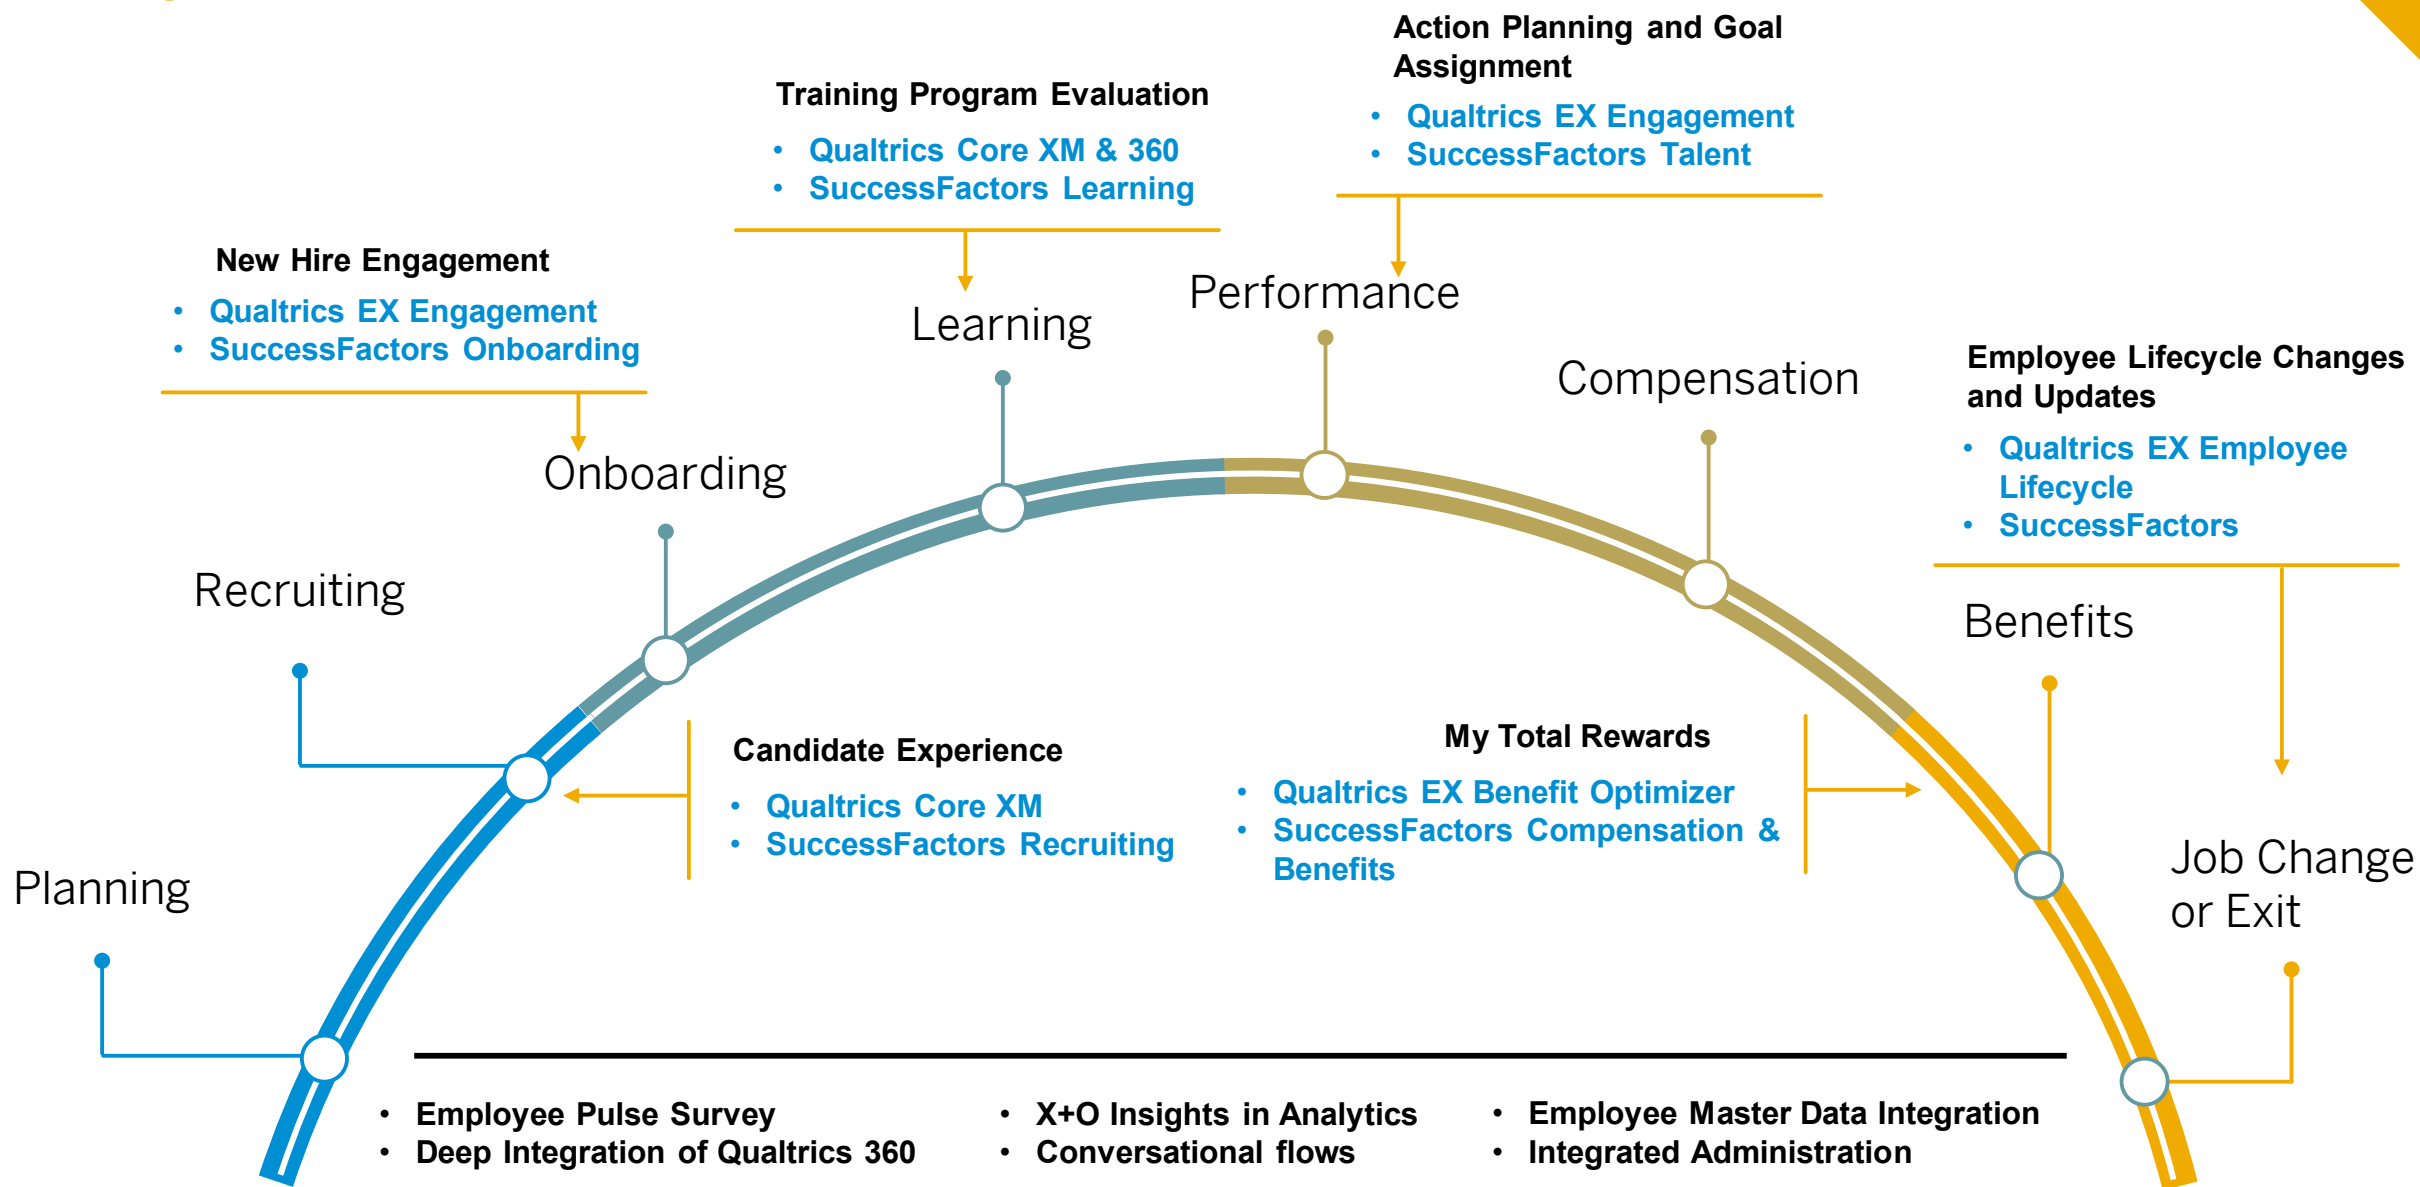 Action Planning and Goal
Assignment
• Qualtrics EX Engagement
• SuccessFactors Talent
Training Program Evaluation
• Qualtrics Core XM & 360
• SuccessFactors Learning
New Hire Engagement
• Qualtrics EX Engagement
• SuccessFactors Onboarding
Performance
Learning
Compensation
Employee Lifecycle Changes
and Updates
• Qualtrics EX Employee
Lifecycle
• SuccessFactors
Onboarding
Recruiting
Benefits
Candidate Experience
• Qualtrics Core XM
• SuccessFactors Recruiting
My Total Rewards
• Qualtrics EX Benefit Optimizer
• SuccessFactors Compensation &
Benefits
Planning
Job Change
or Exit
• Employee Pulse Survey
• Deep Integration of Qualtrics 360
• X+O Insights in Analytics
• Conversational flows
• Employee Master Data Integration
• Integrated Administration